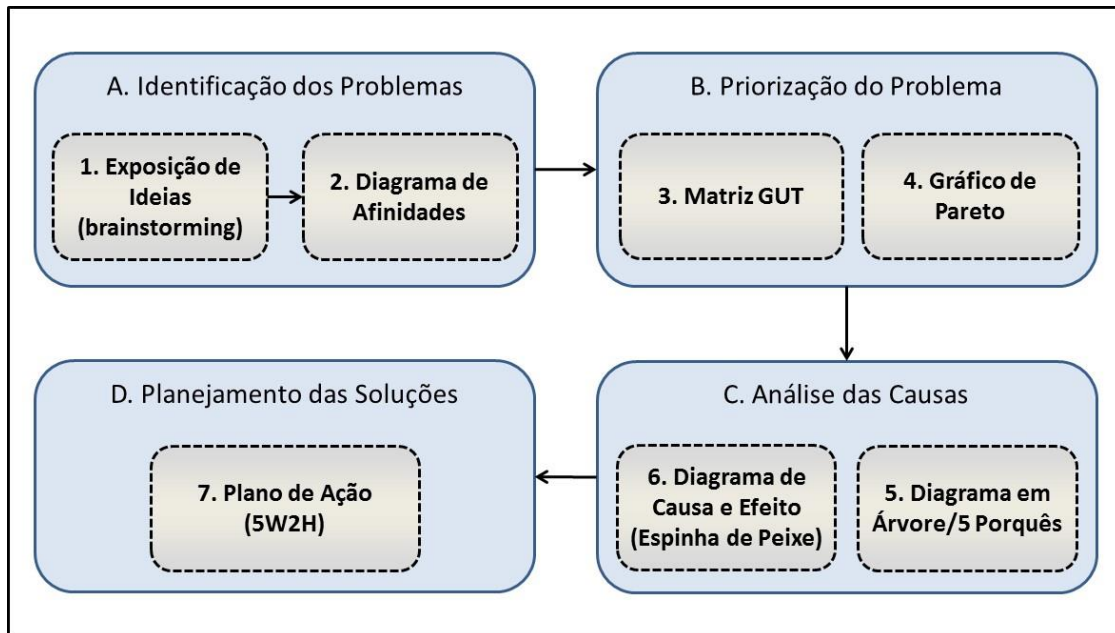 A. Identificação dos Problemas
1. Exposição de
Ideias
(brainstorming)
2. Diagrama de
Afinidades
B. Priorização do Problema
3. Matriz GUT
4. Gráfico de
Pareto
C. Análise das Causas
5. Diagrama em
Árvore/5 Porquês
6. Diagrama de
Causa e Efeito
(Espinha de Peixe)
D. Planejamento das Soluções
7. Plano de Ação
(5W2H)